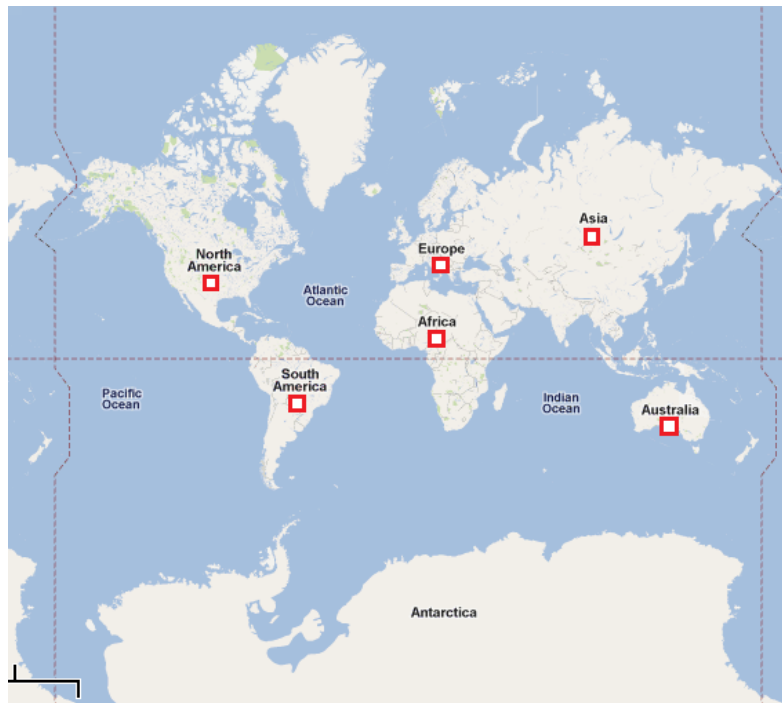 Asia
Europe
North
America
Atlantic
Ocean
Africa
South
America
Pacific
Ocean
Indian
Ocean
Australia
Antarctica